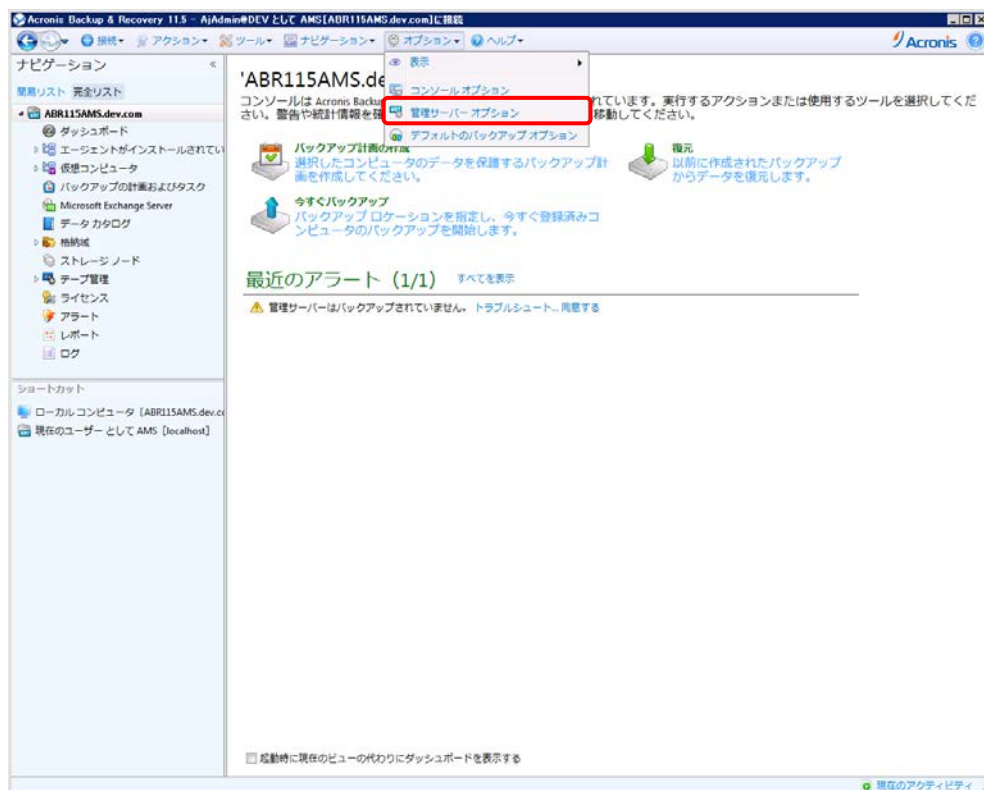 Acronis Backup & Recovery 11.5 - AjAdmin@DEV として AMS[ABR115AMS.dev.com]に接続
接続 アクション ツール ナビゲーション オプション ヘルプ
Acronis
ナビゲーション
簡易リスト 完全リスト
ABR115AMS.dev.com
ダッシュボード
エージェントがインストールされてい
仮想コンピュータ
バックアップの計画およびタスク
Microsoft Exchange Server
データ カタログ
格納域
ストレージ ノード
テープ管理
ライセンス
アラート
レポート
ログ
ショートカット
ローカル コンピュータ [ABR115AMS.dev.co
現在のユーザー として AMS [localhost]
表示
コンソール オプション
管理サーバー オプション
デフォルトのバックアップ オプション
'ABR115AMS.de
コンソールは Acronis Backu れています。実行するアクションまたは使用するツールを選択してくだ
さい。警告や統計情報を確 移動してください。
バックアップ計画の作成
選択したコンピュータのデータを保護するバックアップ計
画を作成してください。
復元
以前に作成されたバックアップ
からデータを復元します。
今すぐバックアップ
バックアップ ロケーションを指定し、今すぐ登録済みコ
ンピュータのバックアップを開始します。
最近のアラート (1/1) すべてを表示
管理サーバーはバックアップされていません。 トラブルシュート... 同意する
起動時に現在のビューの代わりにダッシュボードを表示する
現在のアクティビティ